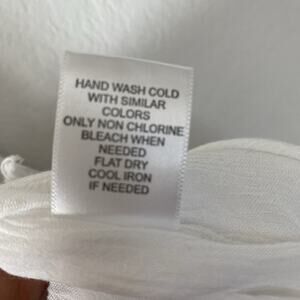 HAND WASH COLD
WITH SIMILAR
COLORS
ONLY NON CHLORINE
BLEACH WHEN
NEEDED
FLAT DRY
COOL IRON
IF NEEDED